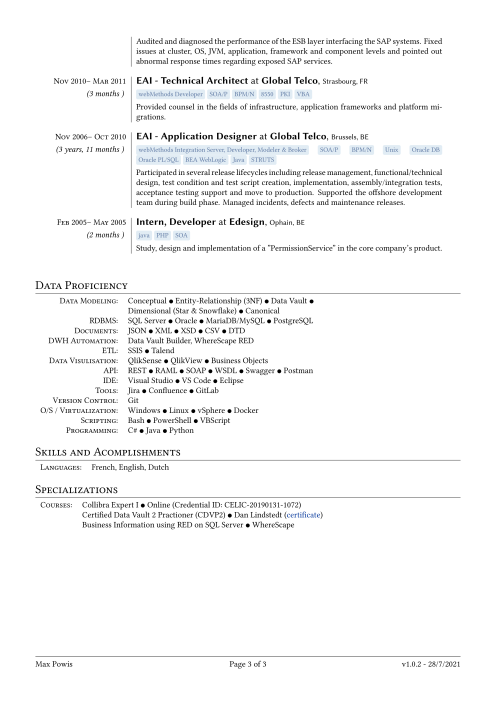 Audited and diagnosed the performance of the ESB layer interfacing the SAP systems. Fixed
issues at cluster, OS, JVM, application, framework and component levels and pointed out
abnormal response times regarding exposed SAP services.
Nov 2010– Mar 2011 EAI - Technical Architect at Global Telco, Strasbourg, FR
(3 months ) webMethods Developer SOA/P BPM/N 8550 PKI VBA
Provided counsel in the fields of infrastructure, application frameworks and platform mi-
grations.
Nov 2006– Oct 2010 EAI - Application Designer at Global Telco, Brussels, BE
(3 years, 11 months ) webMethods Integration Server, Developer, Modeler & Broker SOA/P BPM/N Unix Oracle DB
Oracle PL/SQL BEA WebLogic Java STRUTS
Participated in several release lifecycles including release management, functional/technical
design, test condition and test script creation, implementation, assembly/integration tests,
acceptance testing support and move to production. Supported the offshore development
team during build phase. Managed incidents, defects and maintenance releases.
Feb 2005– May 2005 Intern, Developer at Edesign, Ophain, BE
(2 months ) java PHP SOA
Study, design and implementation of a "PermissionService" in the core company's product.
Data Proficiency
Data Modeling: Conceptual ● Entity-Relationship (3NF) ● Data Vault ●
Dimensional (Star & Snowflake) ● Canonical
RDBMS: SQL Server ● Oracle ● MariaDB/MySQL ● PostgreSQL
Documents: JSON ● XML ● XSD ● CSV ● DTD
DWH Automation: Data Vault Builder, WhereScape RED
ETL: SSIS ● Talend
Data Visulisation: QlikSense ● QlikView ● Business Objects
API: REST ● RAML ● SOAP ● WSDL ● Swagger ● Postman
IDE: Visual Studio ● VS Code ● Eclipse
Tools: Jira ● Confluence ● GitLab
Version Control: Git
O/S / Virtualization: Windows ● Linux ● vSphere ● Docker
Scripting: Bash ● PowerShell ● VBScript
Programming: C# ● Java ● Python
Skills and Acomplishments
Languages: French, English, Dutch
Specializations
Courses: Collibra Expert I ● Online (Credential ID: CELIC-20190131-1072)
Certified Data Vault 2 Practioner (CDVP2) ● Dan Lindstedt (certificate)
Business Information using RED on SQL Server ● WhereScape
Max Powis Page 3 of 3 v1.0.2 - 28/7/2021